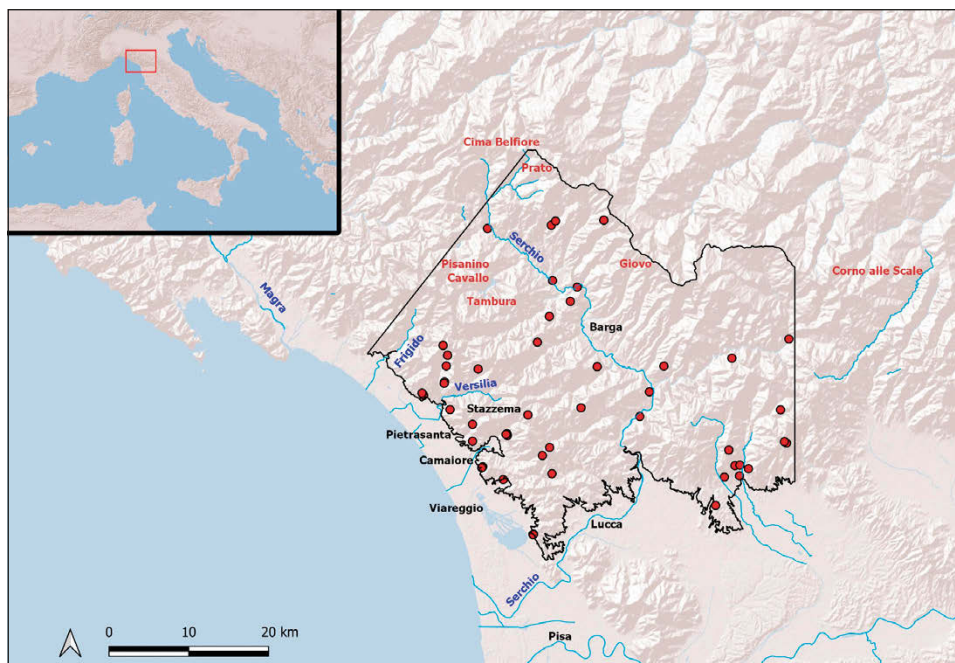 Cima Belfiore
Prato
Serchio
Giovo
Pisanino
Cavallo
Corno alle Scale
Tambura
Magra
Barga
Frigido
Versilia
Stazzema
Pietrasanta
Camaiore
Viareggio
Lucca
Serchio
Pisa
0 10 20 km